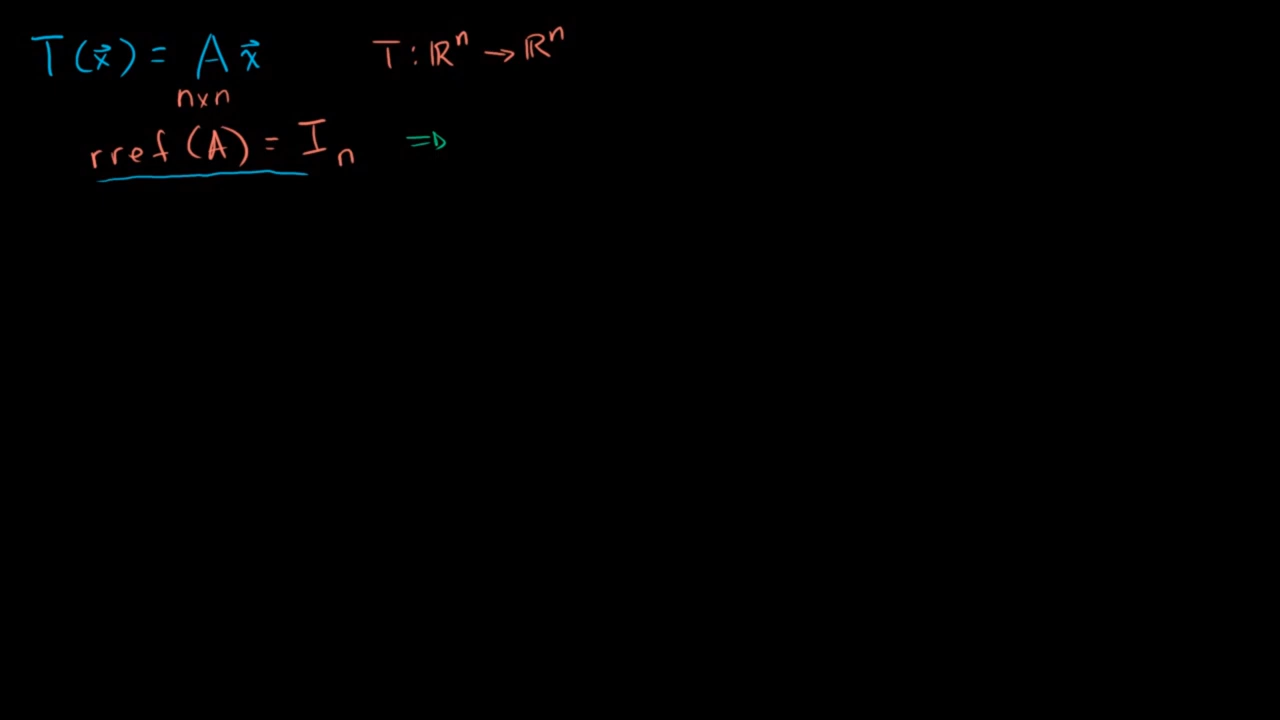 T(x⃗) = A x⃗ T : ℝⁿ → ℝⁿ
n×n
rref(A) = Iₙ ⇒